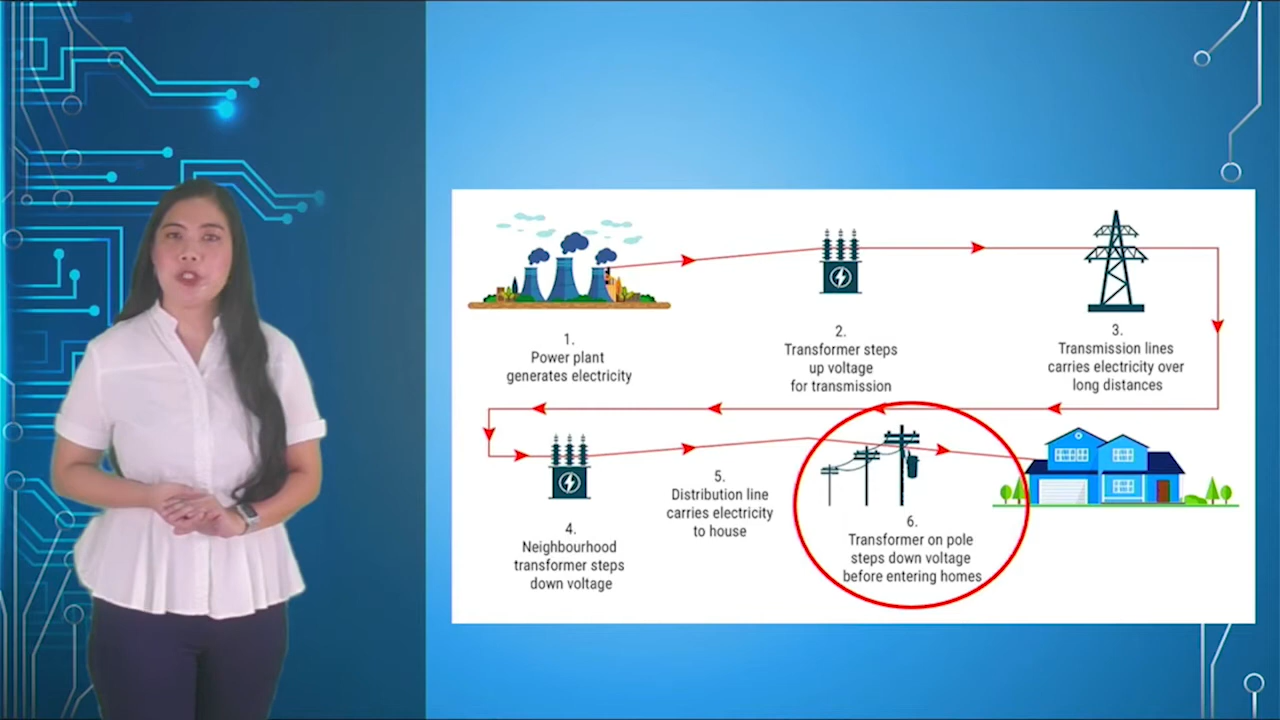 1.
Power plant
generates electricity
2.
Transformer steps
up voltage
for transmission
3.
Transmission lines
carries electricity over
long distances
4.
Neighbourhood
transformer steps
down voltage
5.
Distribution line
carries electricity
to house
6.
Transformer on pole
steps down voltage
before entering homes